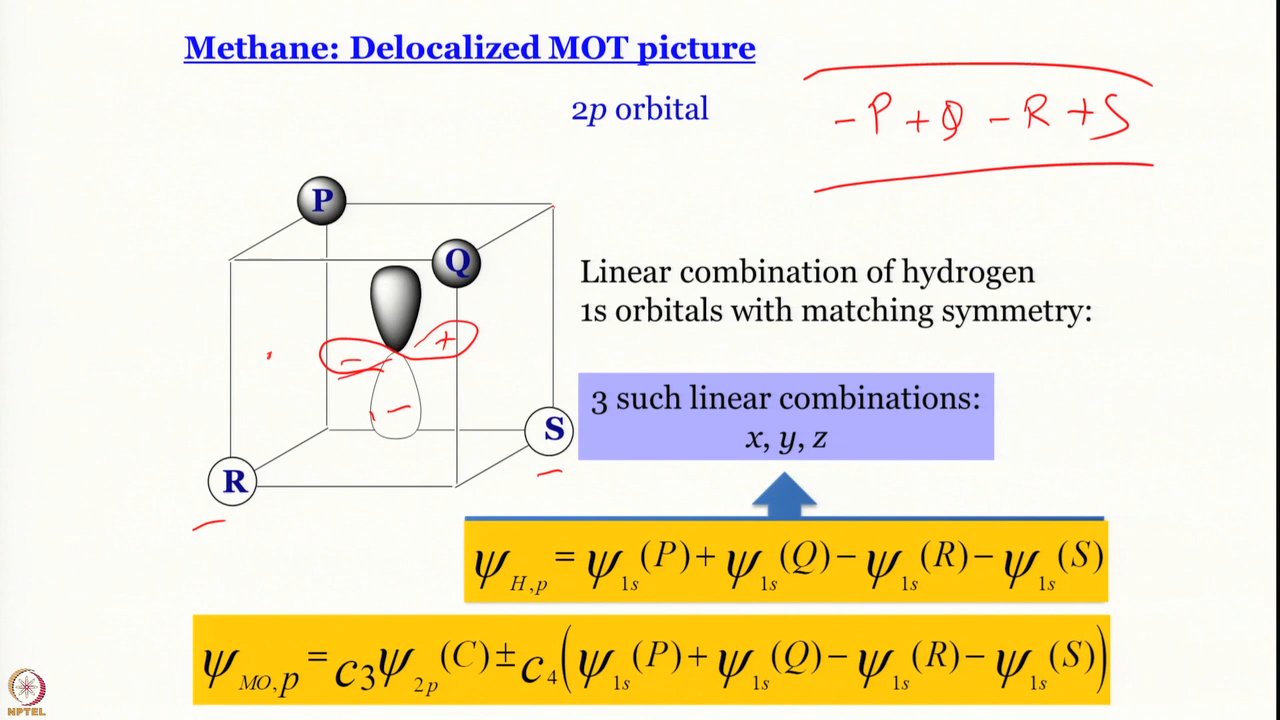 Methane: Delocalized MOT picture
2p orbital
-P + Q - R + S
P
Q
+
-
-
S
R
Linear combination of hydrogen
1s orbitals with matching symmetry:
3 such linear combinations:
x, y, z
ψ_{H,p} = ψ_{1s}(P) + ψ_{1s}(Q) − ψ_{1s}(R) − ψ_{1s}(S)
ψ_{MO,p} = c_3 ψ_{2p}(C) ± c_4 (ψ_{1s}(P) + ψ_{1s}(Q) − ψ_{1s}(R) − ψ_{1s}(S))
NPTEL